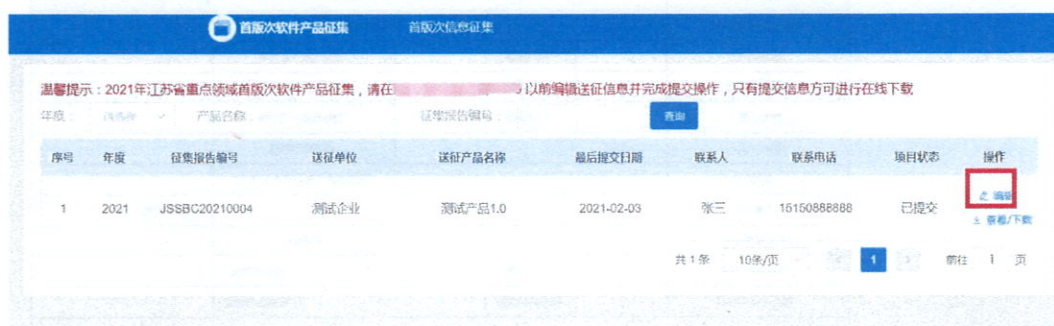 首版次软件产品征集 首版次信息征集
温馨提示：2021年江苏省重点领域首版次软件产品征集，请在 以前编辑送征信息并完成提交操作，只有提交信息方可进行在线下载
年度： 产品名称： 征集报告编号： 查询
序号 年度 征集报告编号 送征单位 送征产品名称 最后提交日期 联系人 联系电话 项目状态 操作
编辑
1 2021 JSSBC20210004 测试企业 测试产品1.0 2021-02-03 张三 15150888888 已提交
查看/下载
共1条 10条/页 1 前往 1 页